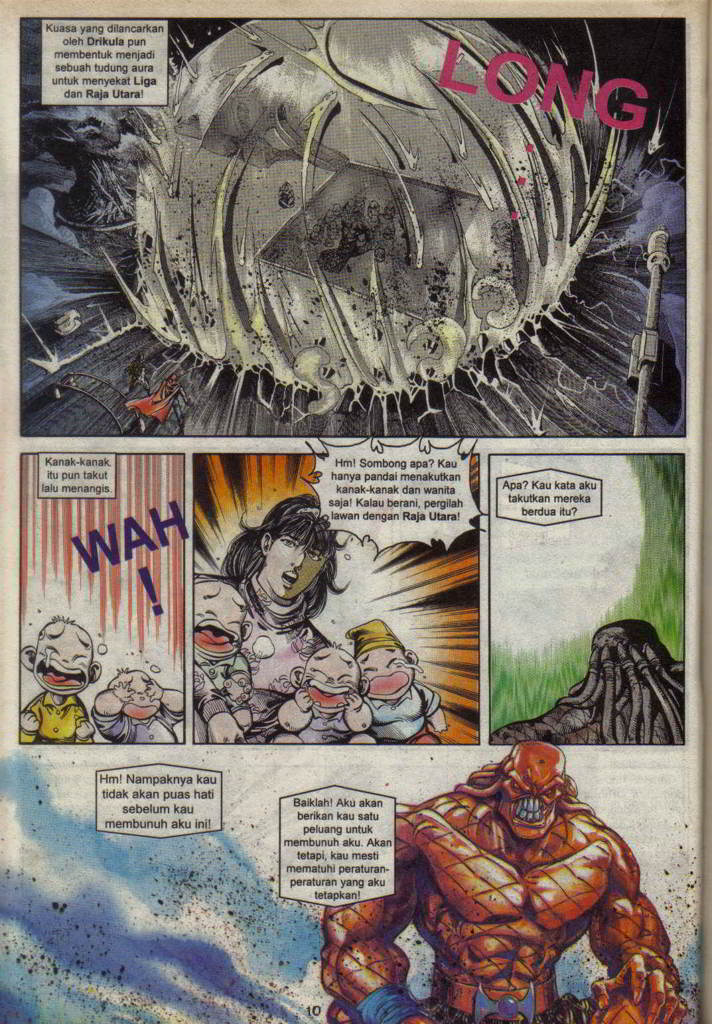 Kuasa yang dilancarkan
oleh Drikula pun
membentuk menjadi
sebuah tudung aura
untuk menyekat Liga
dan Raja Utara!
LONG
Kanak-kanak
itu pun takut
lalu menangis.
WAH
!
Hm! Sombong apa? Kau
hanya pandai menakutkan
kanak-kanak dan wanita
saja! Kalau berani, pergilah
lawan dengan Raja Utara!
Apa? Kau kata aku
takutkan mereka
berdua itu?
Hm! Nampaknya kau
tidak akan puas hati
sebelum kau
membunuh aku ini!
Baiklah! Aku akan
berikan kau satu
peluang untuk
membunuh aku. Akan
tetapi, kau mesti
mematuhi peraturan-
peraturan yang aku
tetapkan!
10